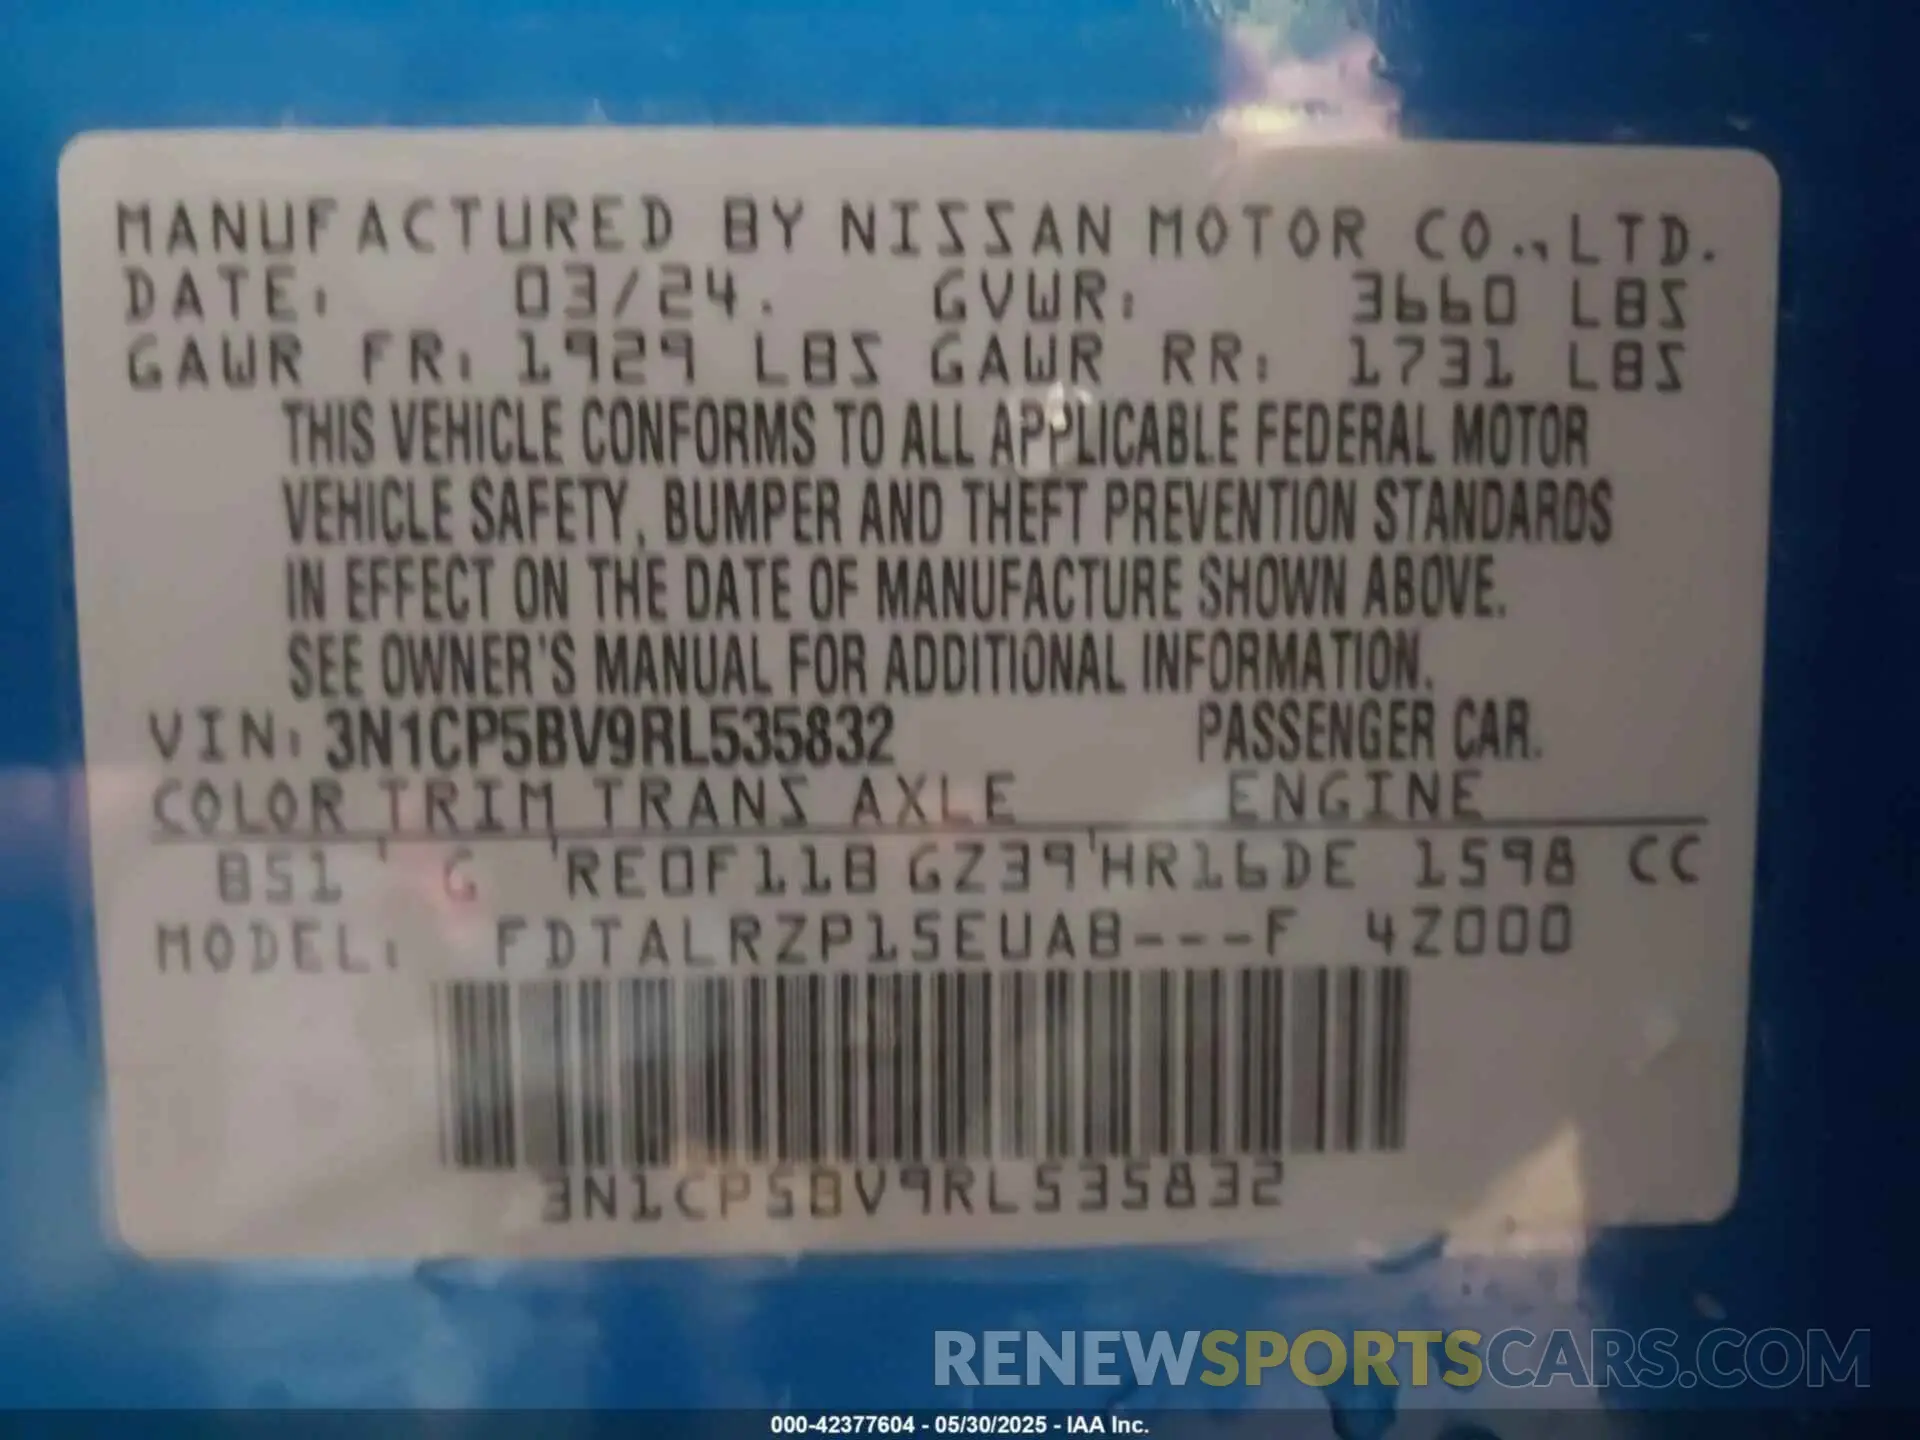 MANUFACTURED BY NISSAN MOTOR CO.,LTD.
DATE: 03/24. GVWR: 3660 LBS
GAWR FR: 1929 LBS GAWR RR: 1731 LBS
THIS VEHICLE CONFORMS TO ALL APPLICABLE FEDERAL MOTOR
VEHICLE SAFETY, BUMPER AND THEFT PREVENTION STANDARDS
IN EFFECT ON THE DATE OF MANUFACTURE SHOWN ABOVE.
SEE OWNER'S MANUAL FOR ADDITIONAL INFORMATION.
VIN: 3N1CP5BV9RL535832 PASSENGER CAR.
COLOR TRIM TRANS AXLE ENGINE
B51 G RE0F11B GZ39 HR16DE 1598 CC
MODEL: FDTALRZP15EUAB---F 4Z000
3N1CP5BV9RL535832
RENEWSPORTSCARS.COM
000-42377604 - 05/30/2025 - IAA Inc.